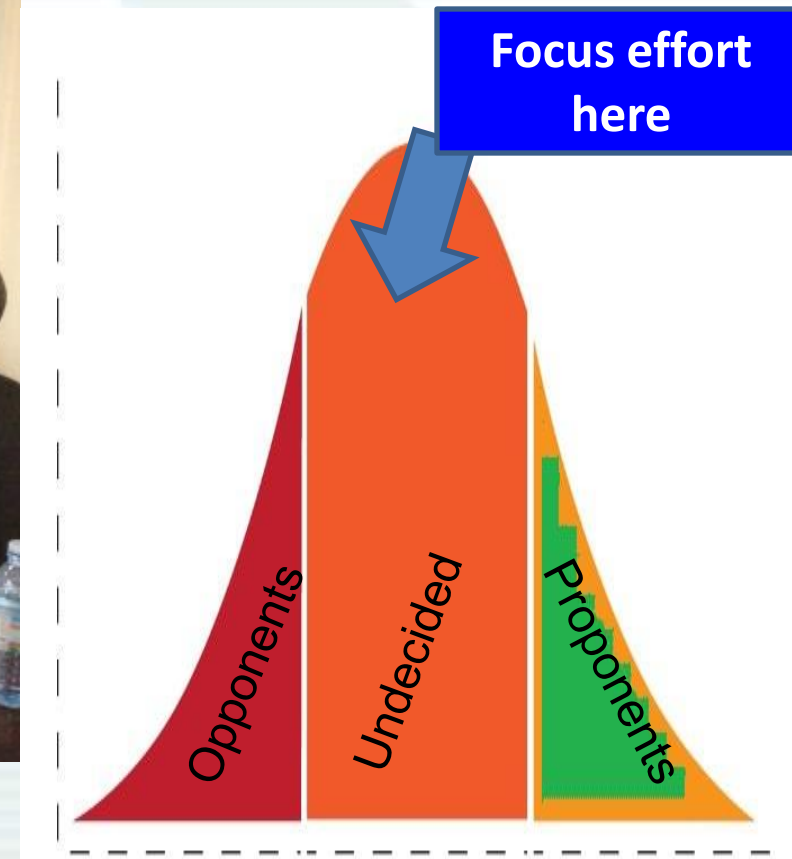 Focus effort
here
Opponents
Undecided
Proponents